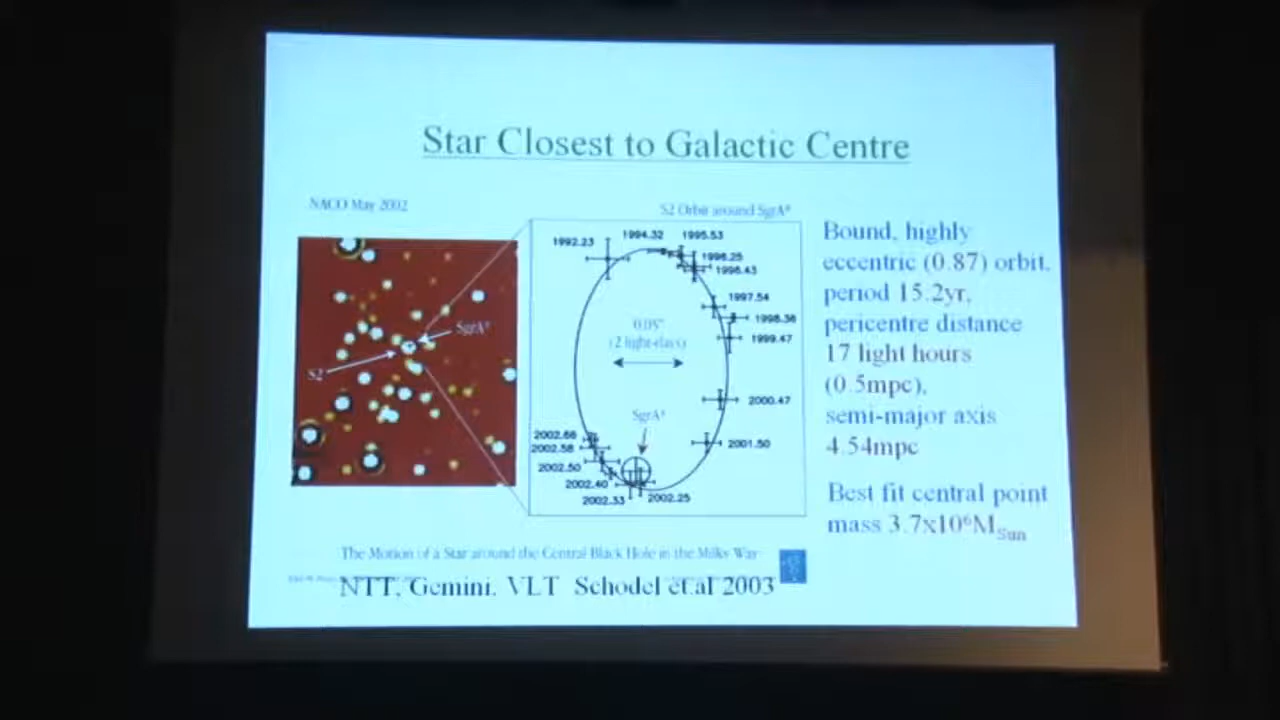 Star Closest to Galactic Centre
NACO May 2002
S2 Orbit around SgrA*
SgrA*
S2
1992.23
1994.32
1995.53
1996.25
1996.43
1997.54
1998.36
1999.47
0.05"
(2 light-days)
2000.47
SgrA*
2001.50
2002.66
2002.58
2002.50
2002.40
2002.33
2002.25
Bound, highly
eccentric (0.87) orbit,
period 15.2yr,
pericentre distance
17 light hours
(0.5mpc),
semi-major axis
4.54mpc
Best fit central point
mass 3.7x10⁶M_Sun
The Motion of a Star around the Central Black Hole in the Milky Way
NTT, Gemini, VLT Schodel et.al 2003